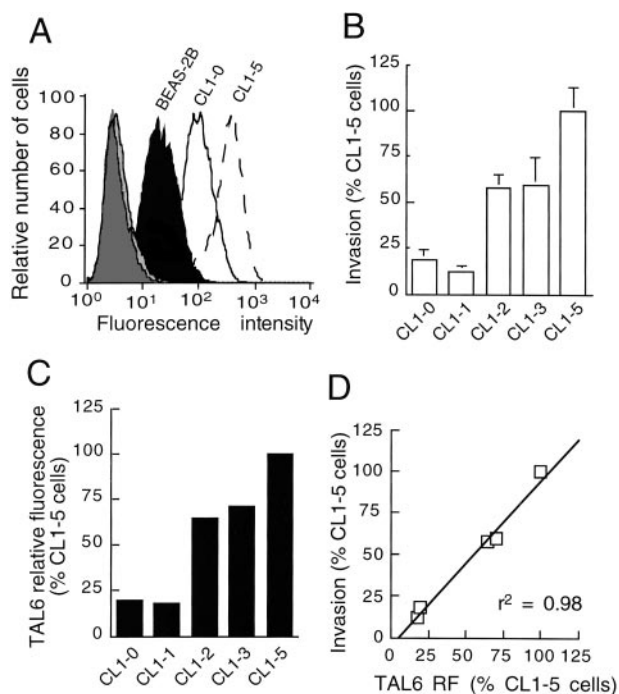 A
BEAS-2B
CL1-0
CL1-5
Relative number of cells
100
80
60
40
20
0
10⁰ 10¹ 10² 10³ 10⁴
Fluorescence intensity
B
Invasion (% CL1-5 cells)
125
100
75
50
25
0
CL1-0 CL1-1 CL1-2 CL1-3 CL1-5
C
TAL6 relative fluorescence
(% CL1-5 cells)
125
100
75
50
25
0
CL1-0 CL1-1 CL1-2 CL1-3 CL1-5
D
Invasion (% CL1-5 cells)
125
100
75
50
25
0
r² = 0.98
0 25 50 75 100 125
TAL6 RF (% CL1-5 cells)